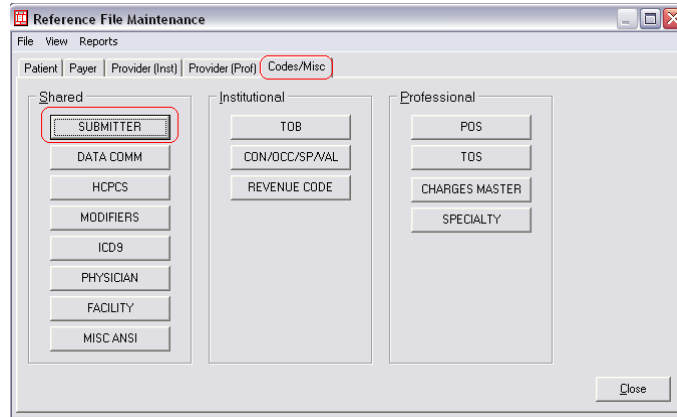 Reference File Maintenance
File View Reports
Patient Payer Provider (Inst) Provider (Prof) Codes/Misc
Shared
SUBMITTER
DATA COMM
HCPCS
MODIFIERS
ICD9
PHYSICIAN
FACILITY
MISC ANSI
Institutional
TOB
CON/OCC/SP/VAL
REVENUE CODE
Professional
POS
TOS
CHARGES MASTER
SPECIALTY
Close